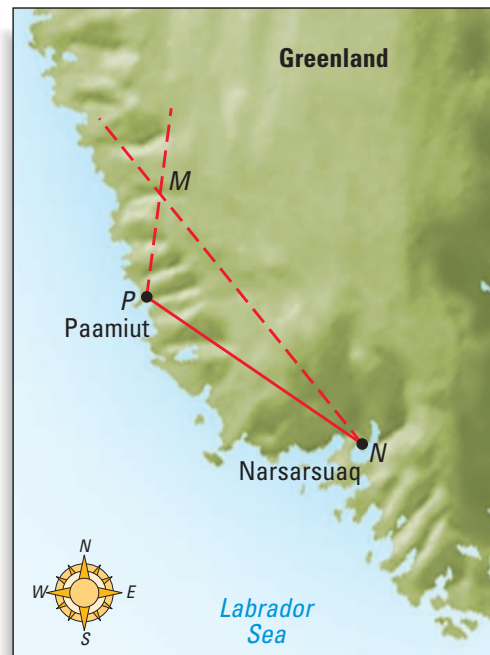 Greenland
M
P
Paamiut
N
Narsarsuaq
N
W E
S
Labrador
Sea